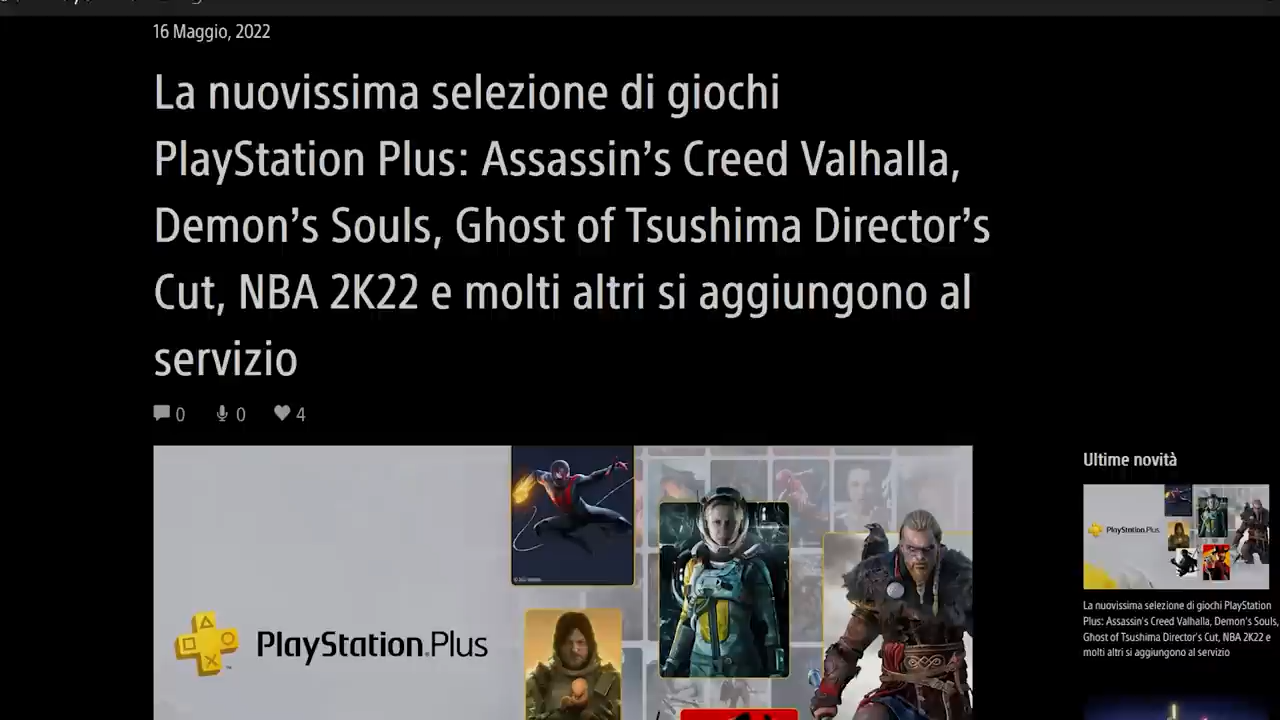 16 Maggio, 2022
La nuovissima selezione di giochi
PlayStation Plus: Assassin’s Creed Valhalla,
Demon’s Souls, Ghost of Tsushima Director’s
Cut, NBA 2K22 e molti altri si aggiungono al
servizio
0 0 4
PlayStation.Plus
Ultime novità
PlayStation.Plus
La nuovissima selezione di giochi PlayStation
Plus: Assassin’s Creed Valhalla, Demon’s Souls,
Ghost of Tsushima Director’s Cut, NBA 2K22 e
molti altri si aggiungono al servizio